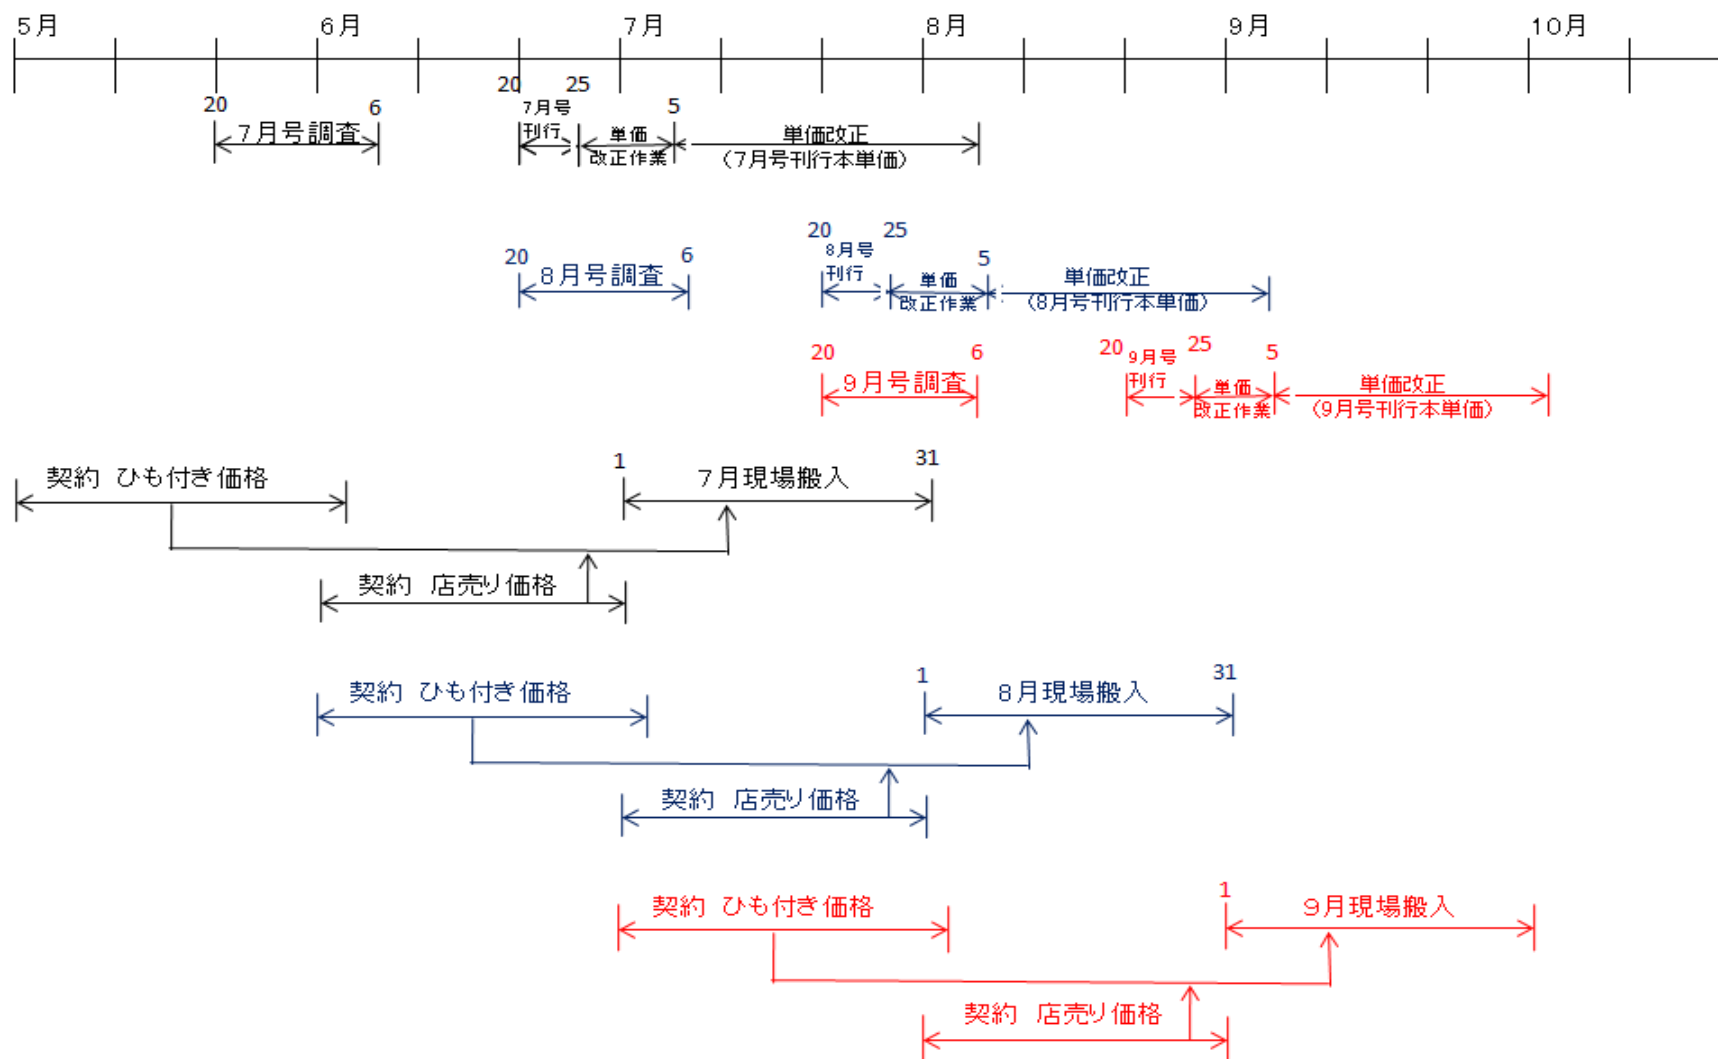 5月 6月 7月 8月 9月 10月
20 6 20 25 5
7月号調査 7月号 単価 単価改正
刊行 改正作業 (7月号刊行本単価)
20 6 20 25 5
8月号調査 8月号 単価 単価改正
刊行 改正作業 (8月号刊行本単価)
20 6 20 25 5
9月号調査 9月号 単価 単価改正
刊行 改正作業 (9月号刊行本単価)
契約 ひも付き価格 1 7月現場搬入 31
契約 店売り価格
契約 ひも付き価格 1 8月現場搬入 31
契約 店売り価格
契約 ひも付き価格 1 9月現場搬入
契約 店売り価格